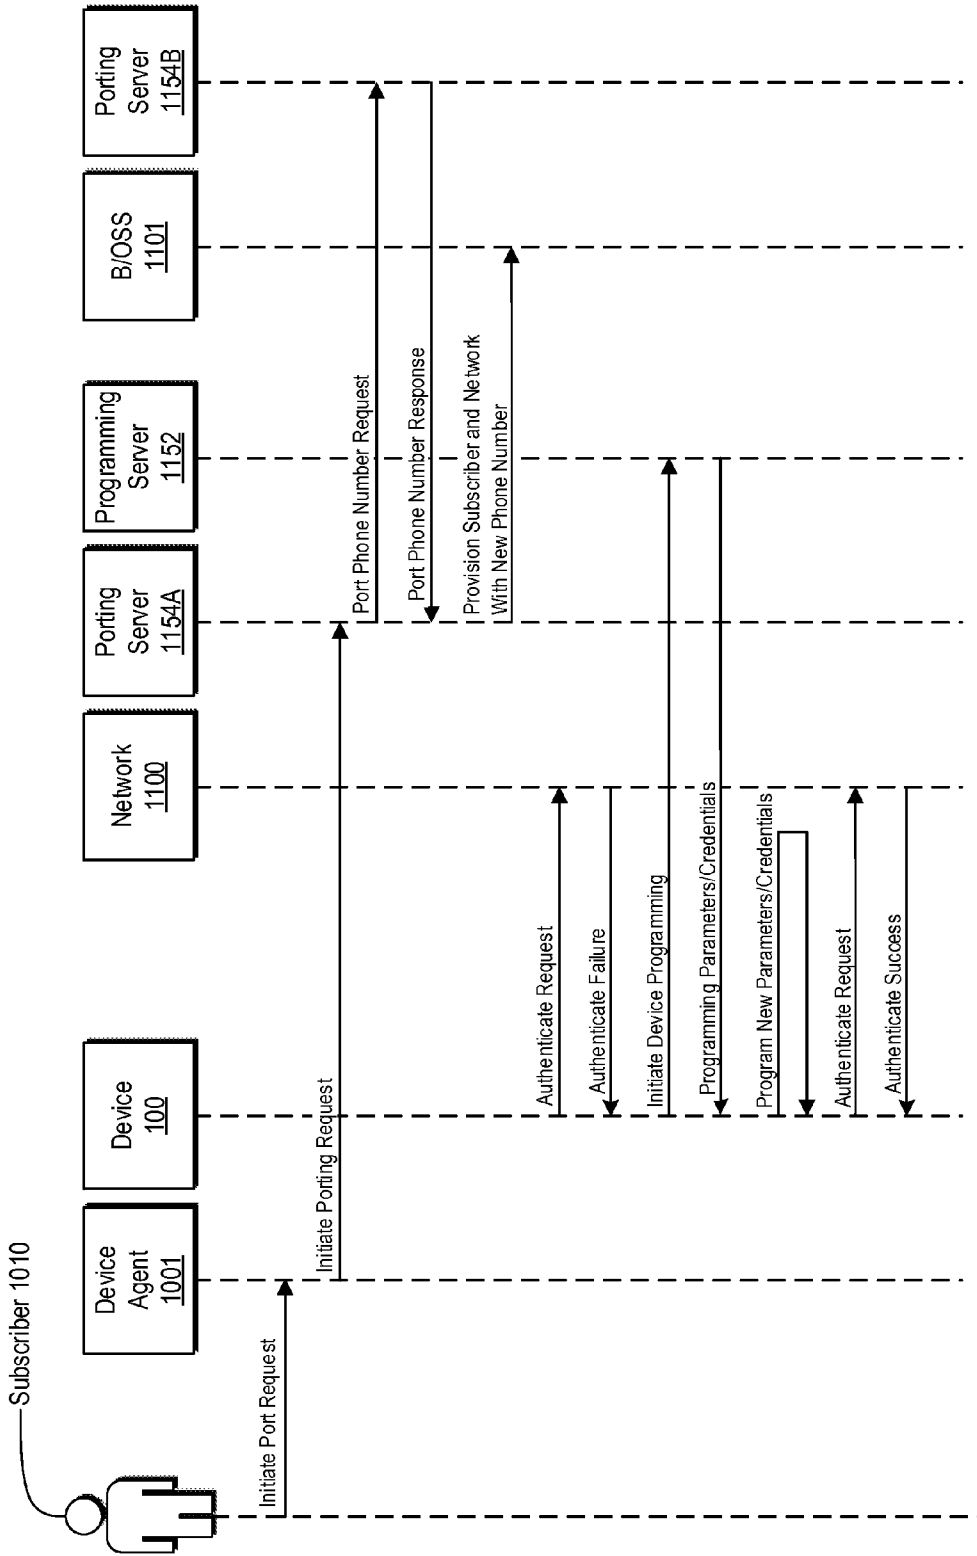 Subscriber 1010
Device
Agent
1001
Device
100
Network
1100
Porting
Server
1154A
Programming
Server
1152
B/OSS
1101
Porting
Server
1154B
Initiate Port Request
Initiate Porting Request
Port Phone Number Request
Port Phone Number Response
Provision Subscriber and Network
With New Phone Number
Authenticate Request
Authenticate Failure
Initiate Device Programming
Programming Parameters/Credentials
Program New Parameters/Credentials
Authenticate Request
Authenticate Success